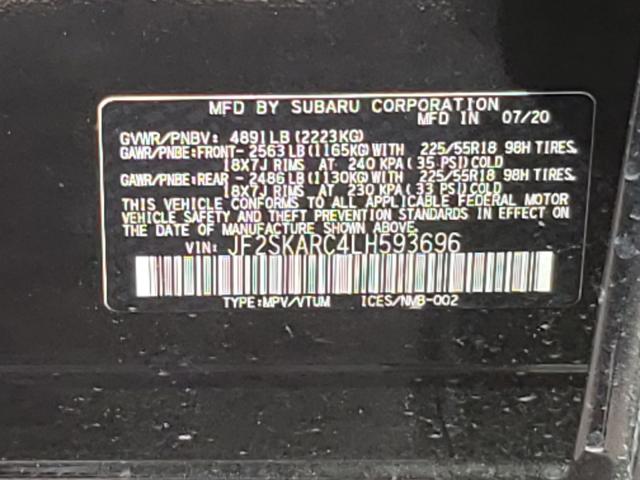 MFD BY SUBARU CORPORATION
MFD IN 07/20
GVWR/PNBV: 4891LB(2223KG)
GAWR/PNBE:FRONT- 2563LB(1165KG)WITH 225/55R18 98H TIRES,
18X7J RIMS AT 240 KPA(35 PSI)COLD
GAWR/PNBE:REAR - 2486LB(1130KG)WITH 225/55R18 98H TIRES,
18X7J RIMS AT 230 KPA(33 PSI)COLD
THIS VEHICLE CONFORMS TO ALL APPLICABLE FEDERAL MOTOR
VEHICLE SAFETY AND THEFT PREVENTION STANDARDS IN EFFECT ON
THE DATE OF MANUFACTURE SHOWN ABOVE.
VIN: JF2SKARC4LH593696
TYPE:MPV/VTUM ICES/NMB-002